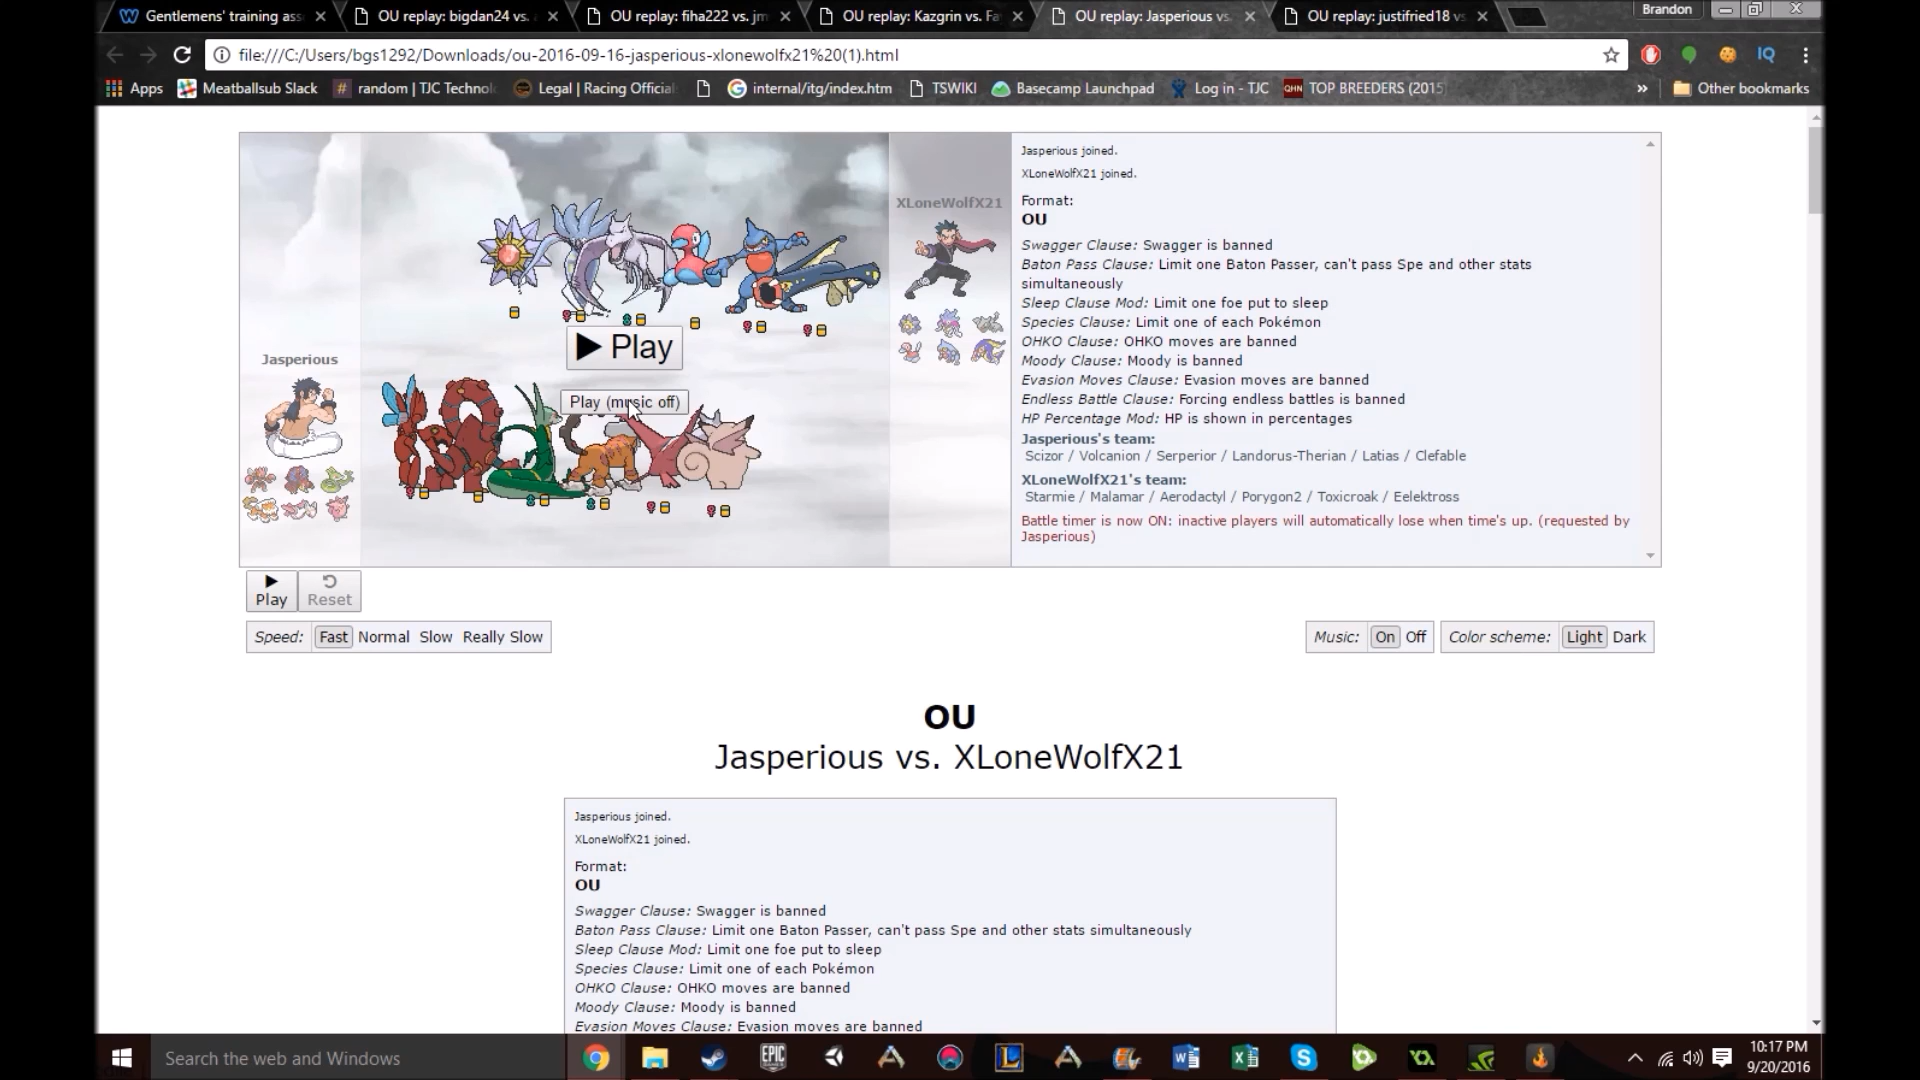 Gentlemens' training ass
OU replay: bigdan24 vs.
OU replay: fiha222 vs. jm
OU replay: Kazgrin vs. Fa
OU replay: Jasperious vs.
OU replay: justifried18 vs
Brandon
file:///C:/Users/bgs1292/Downloads/ou-2016-09-16-jasperious-xlonewolfx21%20(1).html
IQ
Apps
Meatballsub Slack
random | TJC Technolo
Legal | Racing Officials
internal/itg/index.htm
TSWIKI
Basecamp Launchpad
Log in - TJC
QHN TOP BREEDERS (2015
Other bookmarks
Jasperious
XLoneWolfX21
Play
Play (music off)
Jasperious joined.
XLoneWolfX21 joined.
Format:
OU
Swagger Clause: Swagger is banned
Baton Pass Clause: Limit one Baton Passer, can't pass Spe and other stats
simultaneously
Sleep Clause Mod: Limit one foe put to sleep
Species Clause: Limit one of each Pokémon
OHKO Clause: OHKO moves are banned
Moody Clause: Moody is banned
Evasion Moves Clause: Evasion moves are banned
Endless Battle Clause: Forcing endless battles is banned
HP Percentage Mod: HP is shown in percentages
Jasperious's team:
Scizor / Volcanion / Serperior / Landorus-Therian / Latias / Clefable
XLoneWolfX21's team:
Starmie / Malamar / Aerodactyl / Porygon2 / Toxicroak / Eelektross
Battle timer is now ON: inactive players will automatically lose when time's up. (requested by
Jasperious)
Play
Reset
Speed: Fast Normal Slow Really Slow
Music: On Off
Color scheme: Light Dark
OU
Jasperious vs. XLoneWolfX21
Jasperious joined.
XLoneWolfX21 joined.
Format:
OU
Swagger Clause: Swagger is banned
Baton Pass Clause: Limit one Baton Passer, can't pass Spe and other stats simultaneously
Sleep Clause Mod: Limit one foe put to sleep
Species Clause: Limit one of each Pokémon
OHKO Clause: OHKO moves are banned
Moody Clause: Moody is banned
Evasion Moves Clause: Evasion moves are banned
Search the web and Windows
EPIC GAMES
10:17 PM
9/20/2016